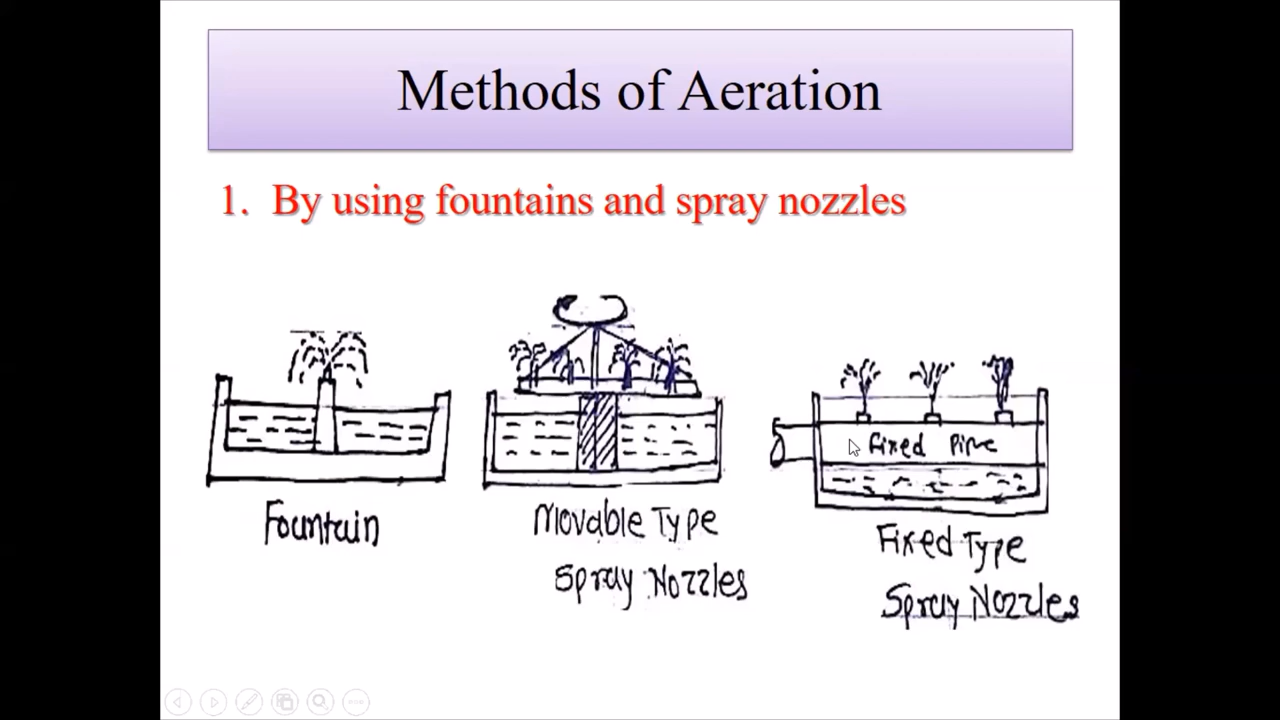 Methods of Aeration
1. By using fountains and spray nozzles
Fixed Pipe
Fountain
Movable Type
Spray Nozzles
Fixed Type
Spray Nozzles